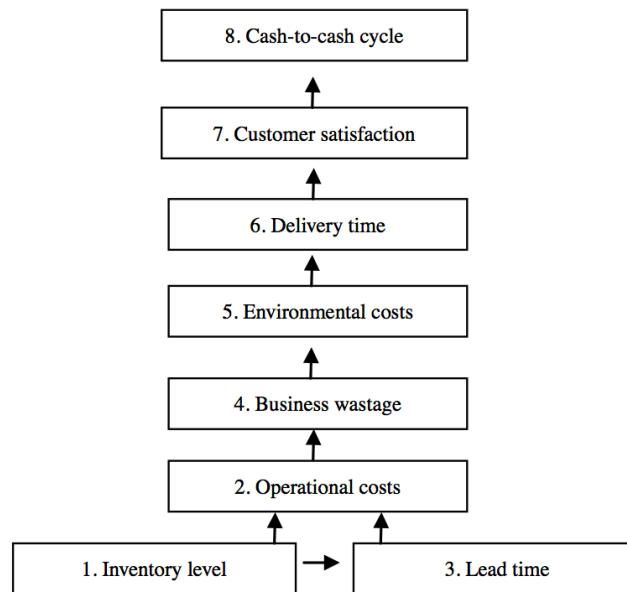 8. Cash-to-cash cycle
7. Customer satisfaction
6. Delivery time
5. Environmental costs
4. Business wastage
2. Operational costs
1. Inventory level
3. Lead time